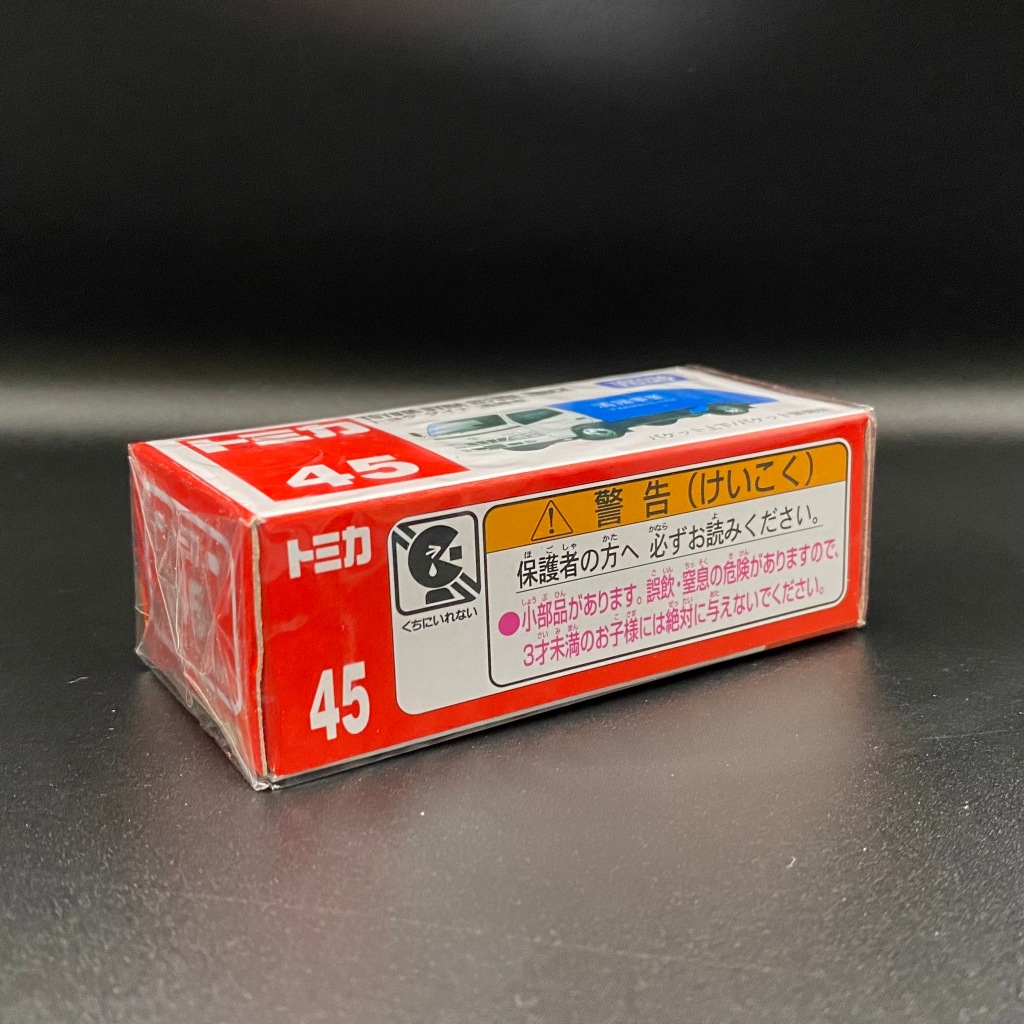 トミカ
45
トミカ
45
くちにいれない
警告(けいこく)
保護者の方へ 必ずお読みください。
●小部品があります。誤飲・窒息の危険がありますので、
3才未満のお子様には絶対に与えないでください。